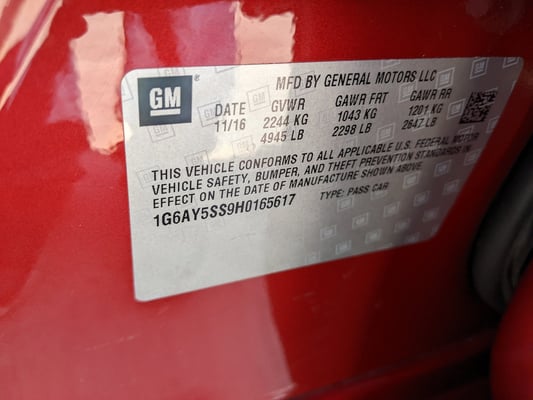 GM ®
MFD BY GENERAL MOTORS LLC
DATE GVWR GAWR FRT GAWR RR
11/16 2244 KG 1043 KG 1201 KG
4945 LB 2298 LB 2647 LB
THIS VEHICLE CONFORMS TO ALL APPLICABLE U.S. FEDERAL MOTOR
VEHICLE SAFETY, BUMPER, AND THEFT PREVENTION STANDARDS IN
EFFECT ON THE DATE OF MANUFACTURE SHOWN ABOVE.
1G6AY5SS9H0165617 TYPE: PASS CAR